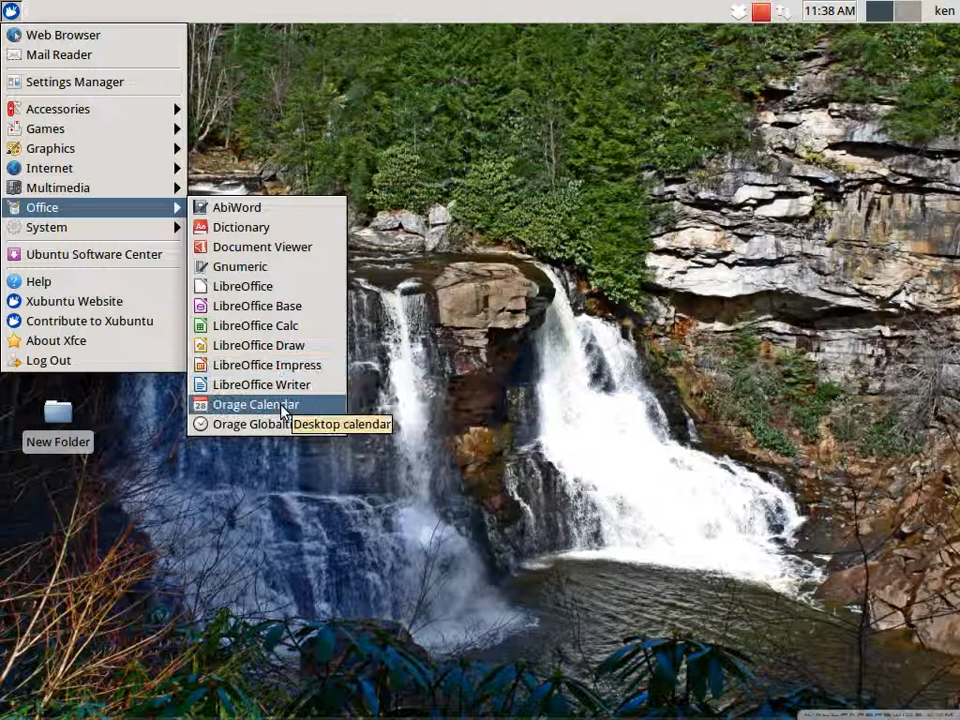 11:38 AM
ken
Web Browser
Mail Reader
Settings Manager
Accessories
Games
Graphics
Internet
Multimedia
Office
System
Ubuntu Software Center
Help
Xubuntu Website
Contribute to Xubuntu
About Xfce
Log Out
AbiWord
Dictionary
Document Viewer
Gnumeric
LibreOffice
LibreOffice Base
LibreOffice Calc
LibreOffice Draw
LibreOffice Impress
LibreOffice Writer
28 Orage Calendar
Orage
Desktop calendar
New Folder